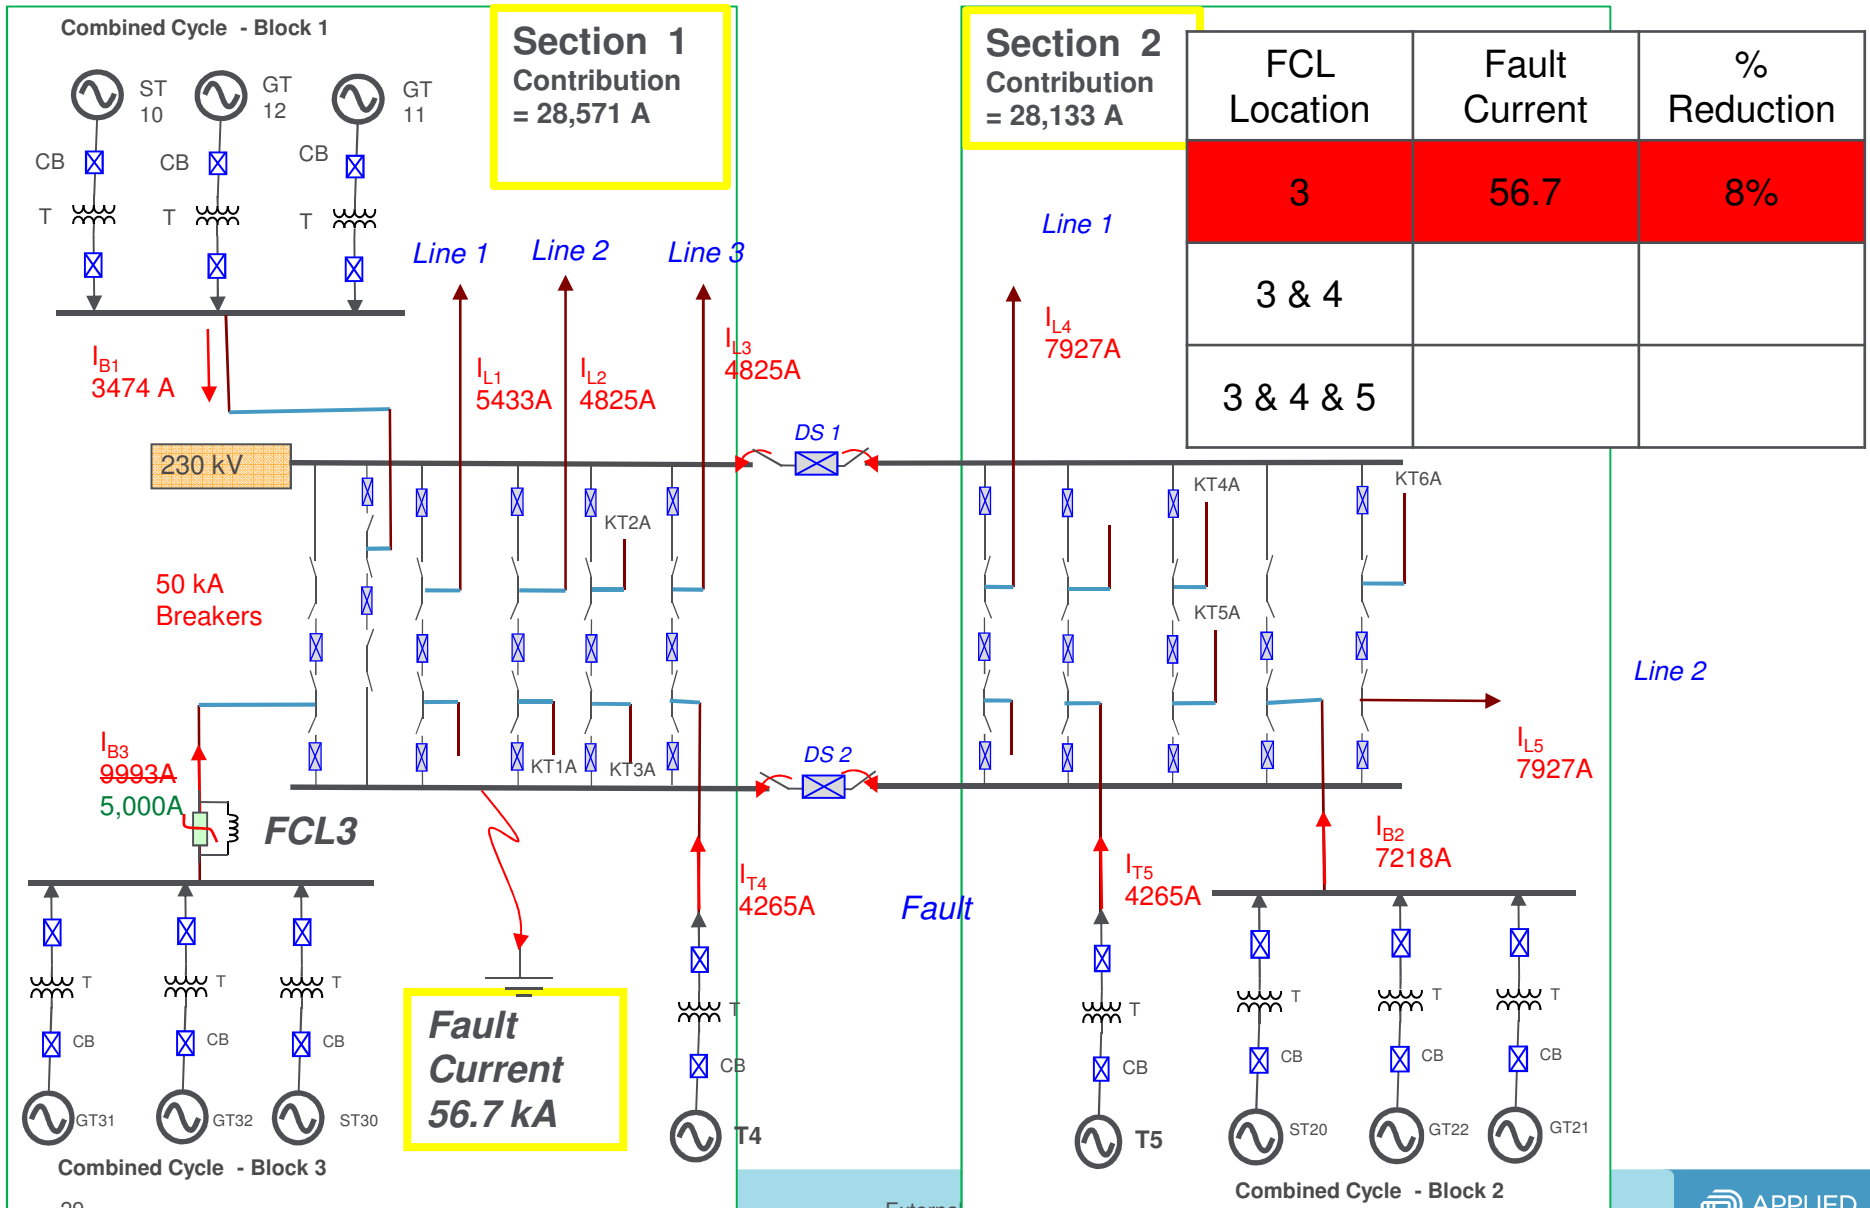 Combined Cycle  - Block 1
Section 1
Contribution
= 28,571 A
Section 2
Contribution
= 28,133 A
FCL
Location
Fault
Current
%
Reduction
3
56.7
8%
3 & 4
3 & 4 & 5
ST
10
GT
12
GT
11
CB
CB
CB
T
T
T
Line 1
Line 2
Line 3
Line 1
IB1
3474 A
IL1
5433A
IL2
4825A
IL3
4825A
IL4
7927A
230 kV
DS 1
KT2A
KT4A
KT6A
50 kA
Breakers
KT5A
Line 2
IB3
9993A
5,000A
FCL3
KT1A
KT3A
DS 2
IL5
7927A
IT4
4265A
Fault
IT5
4265A
IB2
7218A
T
T
T
T
T
T
T
T
CB
CB
CB
CB
CB
CB
CB
CB
Fault
Current
56.7 kA
GT31
GT32
ST30
T4
T5
ST20
GT22
GT21
Combined Cycle  - Block 3
Combined Cycle  - Block 2
APPLIED